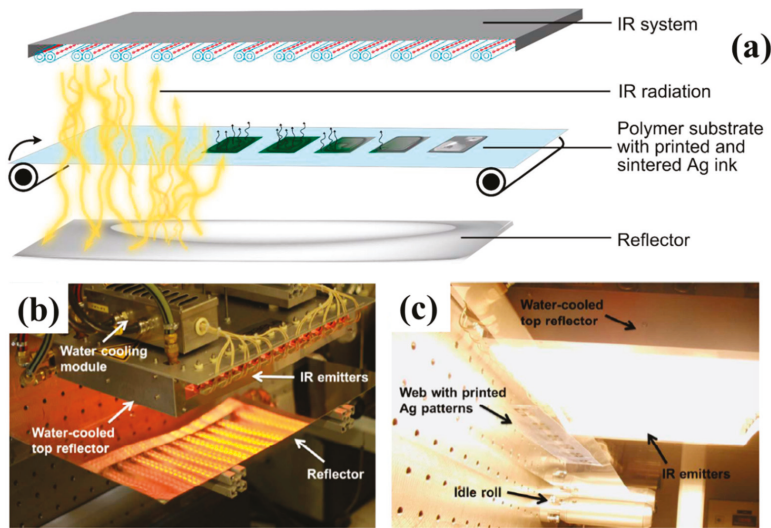 IR system
(a)
IR radiation
Polymer substrate
with printed and
sintered Ag ink
Reflector
(b)
Water cooling
module
IR emitters
Water-cooled
top reflector
Reflector
(c)
Water-cooled
top reflector
Web with printed
Ag patterns
IR emitters
Idle roll